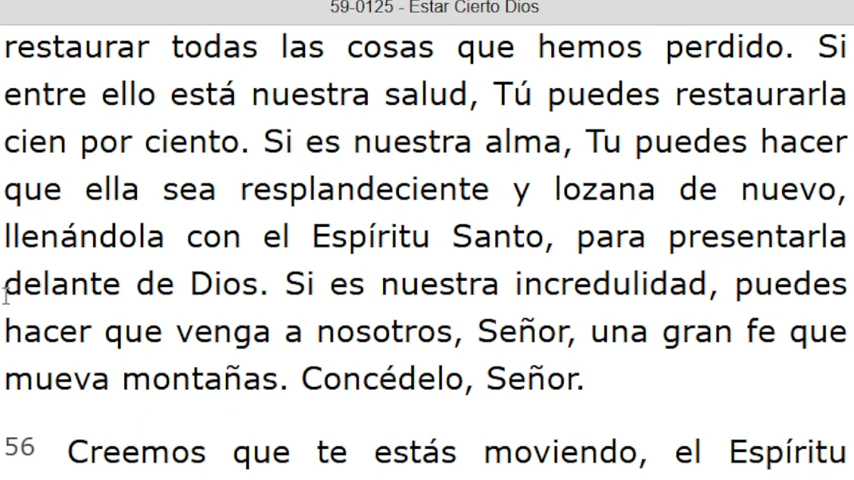 59-0125 - Estar Cierto Dios
restaurar todas las cosas que hemos perdido. Si
entre ello está nuestra salud, Tú puedes restaurarla
cien por ciento. Si es nuestra alma, Tu puedes hacer
que ella sea resplandeciente y lozana de nuevo,
llenándola con el Espíritu Santo, para presentarla
delante de Dios. Si es nuestra incredulidad, puedes
hacer que venga a nosotros, Señor, una gran fe que
mueva montañas. Concédelo, Señor.
56 Creemos que te estás moviendo, el Espíritu